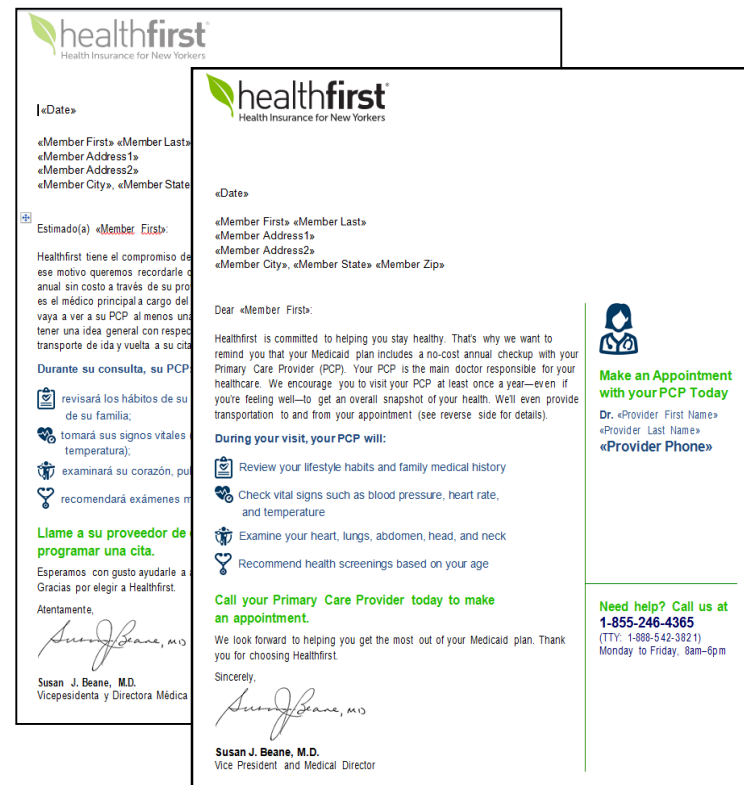 healthfirst
Health Insurance for New Yorkers
«Date»
«Member First» «Member Last»
«Member Address1»
«Member Address2»
«Member City», «Member State
Estimado(a) «Member First»:
Healthfirst tiene el compromiso de
ese motivo queremos recordarle
anual sin costo a través de su
es el médico principal a cargo del
vaya a ver a su PCP al menos
tener una idea general con
transporte de ida y vuelta a su
Durante su consulta, su PCP
revisará los hábitos de su
de su familia;
tomará sus signos vitales
temperatura);
examinará su corazón,
recomendará exámenes
Llame a su proveedor de
programar una cita.
Esperamos con gusto ayudarle a
Gracias por elegir a Healthfirst.
Atentamente,
Susan J. Beane, MD
Susan J. Beane, M.D.
Vicepesidenta y Directora Médica
healthfirst
Health Insurance for New Yorkers
«Date»
«Member First» «Member Last»
«Member Address1»
«Member Address2»
«Member City», «Member State» «Member Zip»
Dear «Member First»:
Healthfirst is committed to helping you stay healthy. That's why we want to
remind you that your Medicaid plan includes a no-cost annual checkup with your
Primary Care Provider (PCP). Your PCP is the main doctor responsible for your
healthcare. We encourage you to visit your PCP at least once a year—even if
you're feeling well—to get an overall snapshot of your health. We'll even provide
transportation to and from your appointment (see reverse side for details).
During your visit, your PCP will:
Review your lifestyle habits and family medical history
Check vital signs such as blood pressure, heart rate,
and temperature
Examine your heart, lungs, abdomen, head, and neck
Recommend health screenings based on your age
Call your Primary Care Provider today to make
an appointment.
We look forward to helping you get the most out of your Medicaid plan. Thank
you for choosing Healthfirst.
Sincerely,
Susan J. Beane, MD
Susan J. Beane, M.D.
Vice President and Medical Director
Make an Appointment
with your PCP Today
Dr. «Provider First Name»
«Provider Last Name»
«Provider Phone»
Need help? Call us at
1-855-246-4365
(TTY: 1-888-542-3821)
Monday to Friday, 8am–6pm